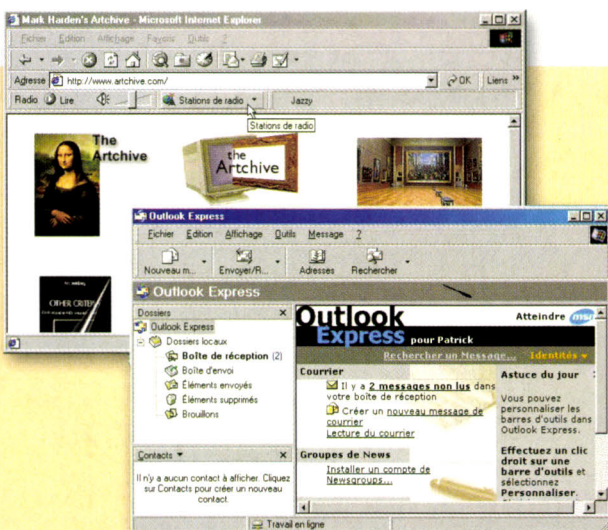 Mark Harden's Artchive - Microsoft Internet Explorer
Fichier Edition Affichage Favoris Outils ?
Adresse http://www.artchive.com/ OK Liens »
Radio Lire Stations de radio Jazzy
Stations de radio
The
Artchive
the
Artchive
OTHER CRITERIA
Outlook Express
Fichier Edition Affichage Outils Message ?
Nouveau m... Envoyer/R... Adresses Rechercher
Outlook Express
Dossiers
Outlook Express
Dossiers locaux
Boîte de réception (2)
Boîte d'envoi
Éléments envoyés
Éléments supprimés
Brouillons
Contacts
Il n'y a aucun contact à afficher. Cliquez
sur Contacts pour créer un nouveau
contact.
Outlook
Express pour Patrick
Atteindre msn
Rechercher un Message... Identités
Courrier
Il y a 2 messages non lus dans
votre boîte de réception
Créer un nouveau message de
courrier
Lecture du courrier
Groupes de News
Installer un compte de
Newsgroups...
Astuce du jour
Vous pouvez
personnaliser les
barres d'outils dans
Outlook Express.
Effectuez un clic
droit sur une
barre d'outils et
sélectionnez
Personnaliser.
Travail en ligne